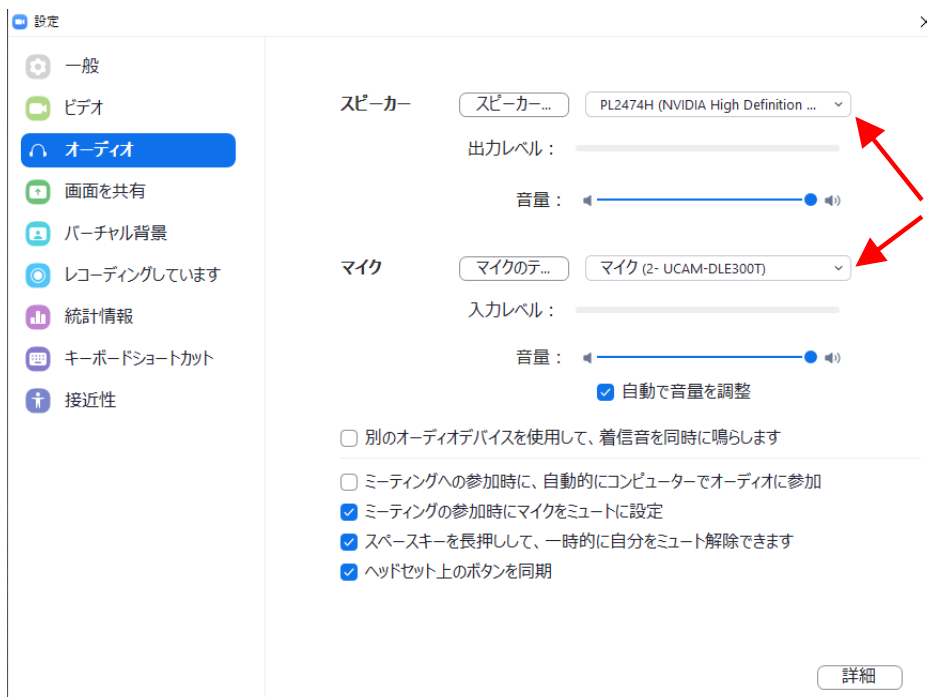 設定
一般
ビデオ
オーディオ
画面を共有
バーチャル背景
レコーディングしています
統計情報
キーボードショートカット
接近性
スピーカー スピーカー... PL2474H (NVIDIA High Definition ...
出力レベル：
音量：
マイク マイクのテ... マイク (2- UCAM-DLE300T)
入力レベル：
音量：
自動で音量を調整
別のオーディオデバイスを使用して、着信音を同時に鳴らします
ミーティングへの参加時に、自動的にコンピューターでオーディオに参加
ミーティングの参加時にマイクをミュートに設定
スペースキーを長押しして、一時的に自分をミュート解除できます
ヘッドセット上のボタンを同期
詳細